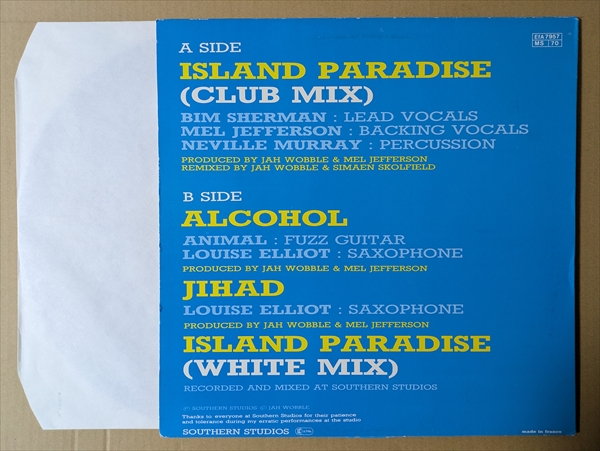 A SIDE
EfA 7957
MS 70
ISLAND PARADISE
(CLUB MIX)
BIM SHERMAN : LEAD VOCALS
MEL JEFFERSON : BACKING VOCALS
NEVILLE MURRAY : PERCUSSION
PRODUCED BY JAH WOBBLE & MEL JEFFERSON
REMIXED BY JAH WOBBLE & SIMAEN SKOLFIELD
B SIDE
ALCOHOL
ANIMAL : FUZZ GUITAR
LOUISE ELLIOT : SAXOPHONE
PRODUCED BY JAH WOBBLE & MEL JEFFERSON
JIHAD
LOUISE ELLIOT : SAXOPHONE
PRODUCED BY JAH WOBBLE & MEL JEFFERSON
ISLAND PARADISE
(WHITE MIX)
RECORDED AND MIXED AT SOUTHERN STUDIOS
℗ SOUTHERN STUDIOS © JAH WOBBLE
Thanks to everyone at Southern Studios for their patience
and tolerance during my erratic performances at the studio
SOUTHERN STUDIOS
made in france